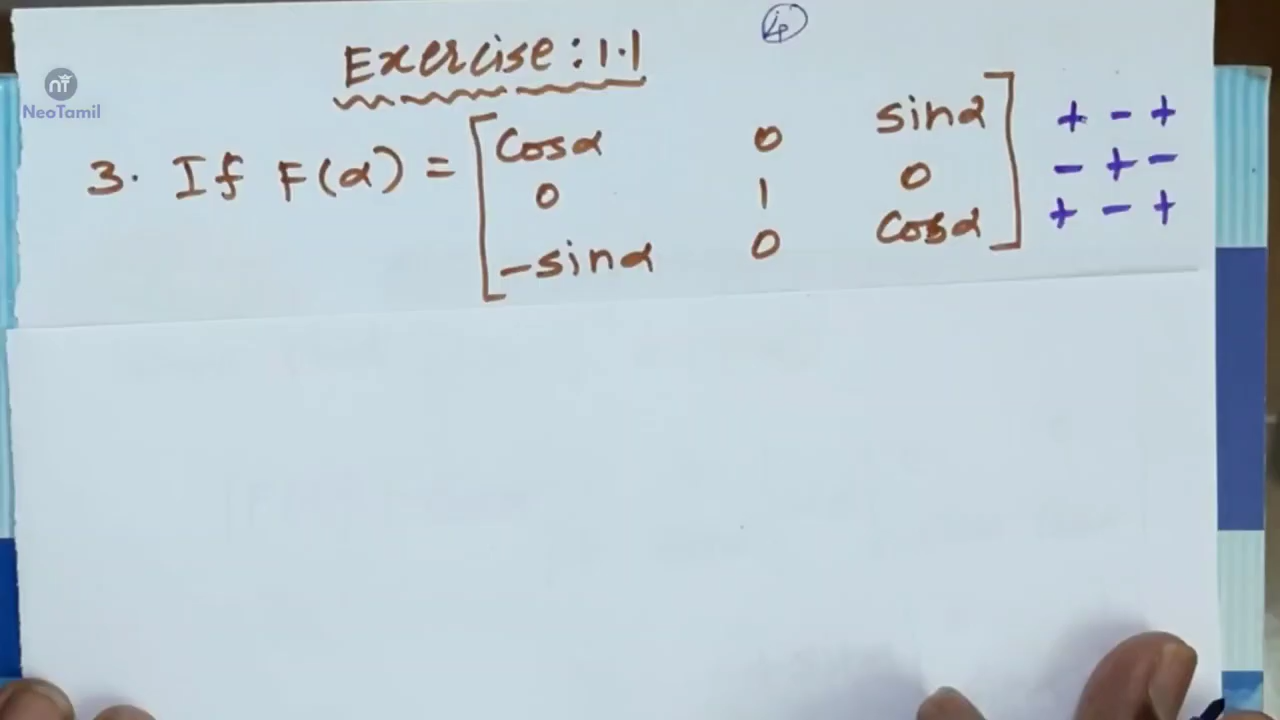 Exercise: 1.1
NeoTamil
3. If F(α) = [ Cosα 0 sinα
0 1 0
-sinα 0 Cosα ]
+ - +
- + -
+ - +